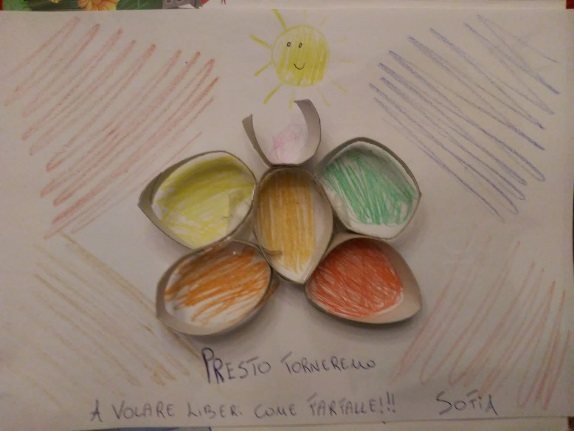 PRESTO TORNEREMO
A VOLARE LIBERI COME FARFALLE!!!
SOFIA